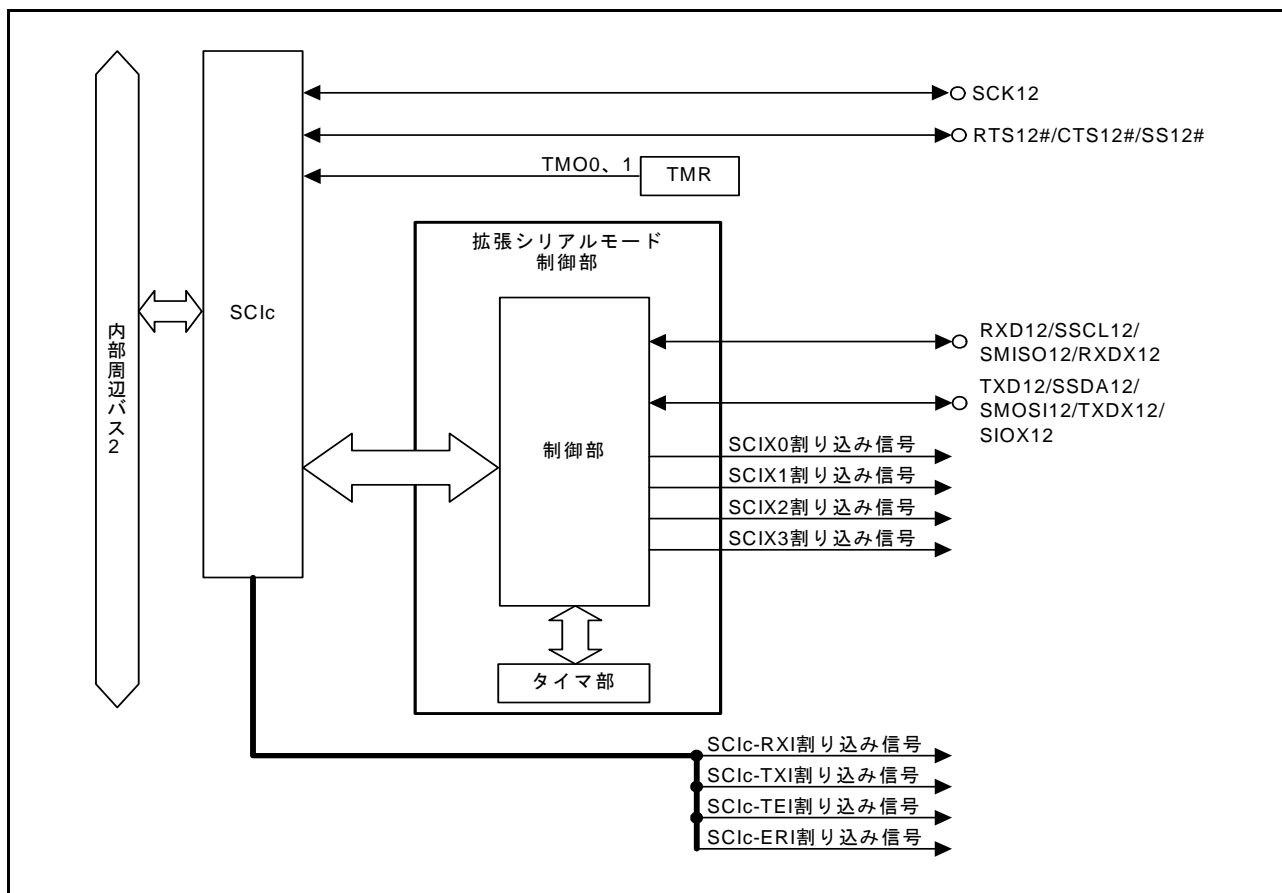 SCK12
RTS12#/CTS12#/SS12#
TMO0、1
TMR
拡張シリアルモード
制御部
SCIc
内部周辺バス2
制御部
RXD12/SSCL12/
SMISO12/RXDX12
TXD12/SSDA12/
SMOSI12/TXDX12/
SIOX12
SCIX0割り込み信号
SCIX1割り込み信号
SCIX2割り込み信号
SCIX3割り込み信号
タイマ部
SCIc-RXI割り込み信号
SCIc-TXI割り込み信号
SCIc-TEI割り込み信号
SCIc-ERI割り込み信号